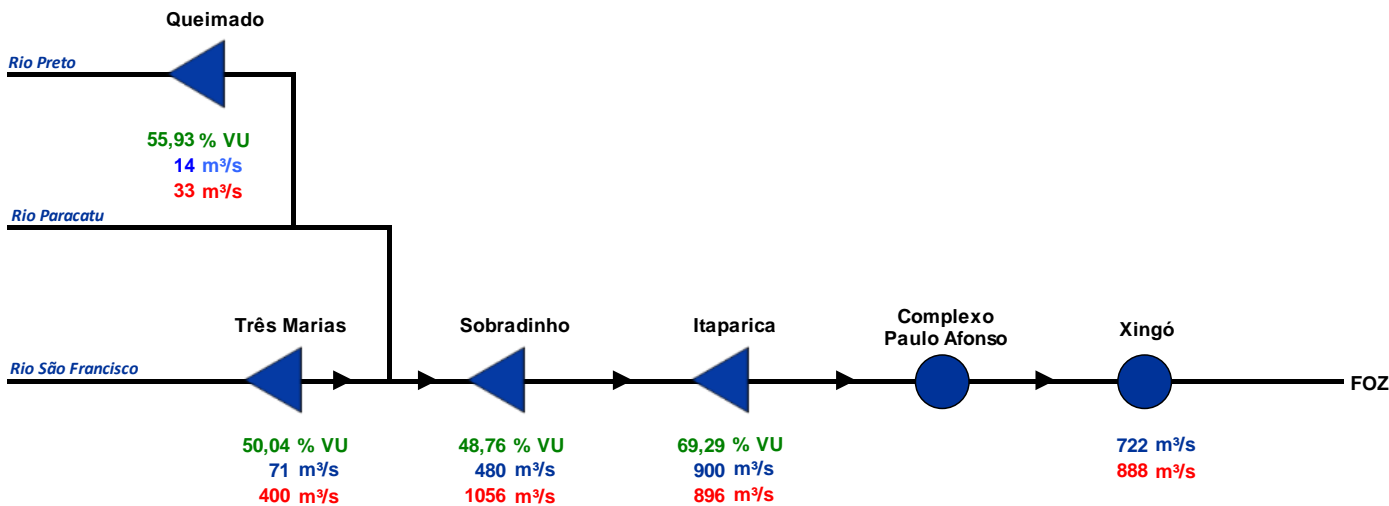 Queimado
Rio Preto
55,93 % VU
14 m³/s
33 m³/s
Rio Paracatu
Três Marias
Sobradinho
Itaparica
Complexo
Paulo Afonso
Xingó
Rio São Francisco
FOZ
50,04 % VU
71 m³/s
400 m³/s
48,76 % VU
480 m³/s
1056 m³/s
69,29 % VU
900 m³/s
896 m³/s
722 m³/s
888 m³/s